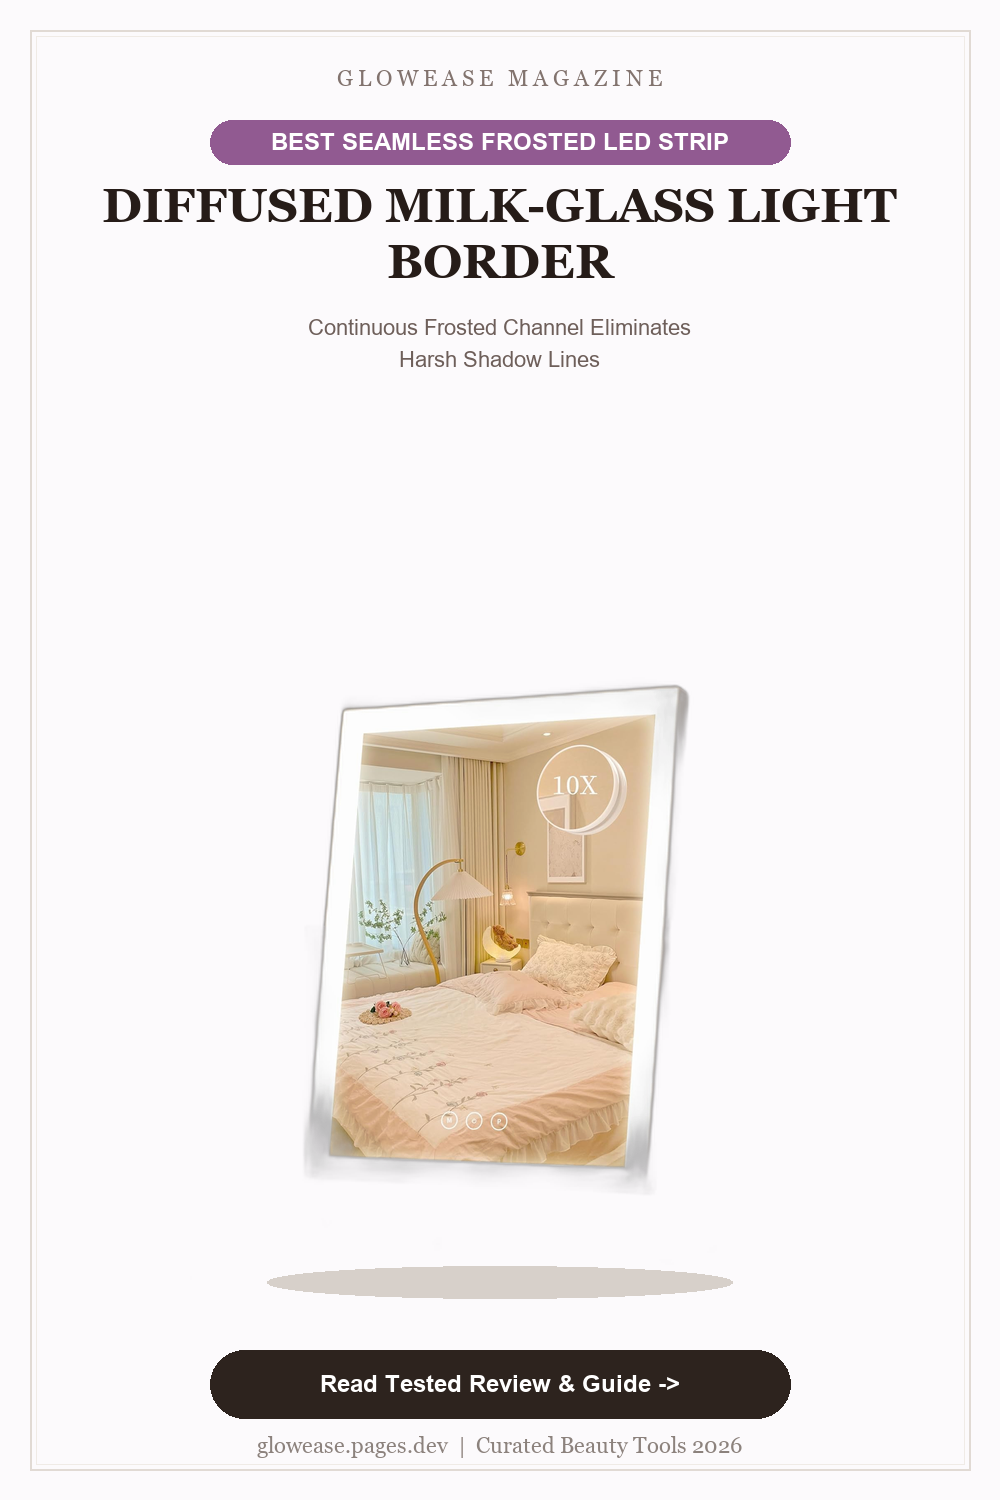 GLOWEASE MAGAZINE
BEST SEAMLESS FROSTED LED STRIP
DIFFUSED MILK-GLASS LIGHT
BORDER
Continuous Frosted Channel Eliminates
Harsh Shadow Lines
10X
M C P
Read Tested Review & Guide ->
glowease.pages.dev | Curated Beauty Tools 2026